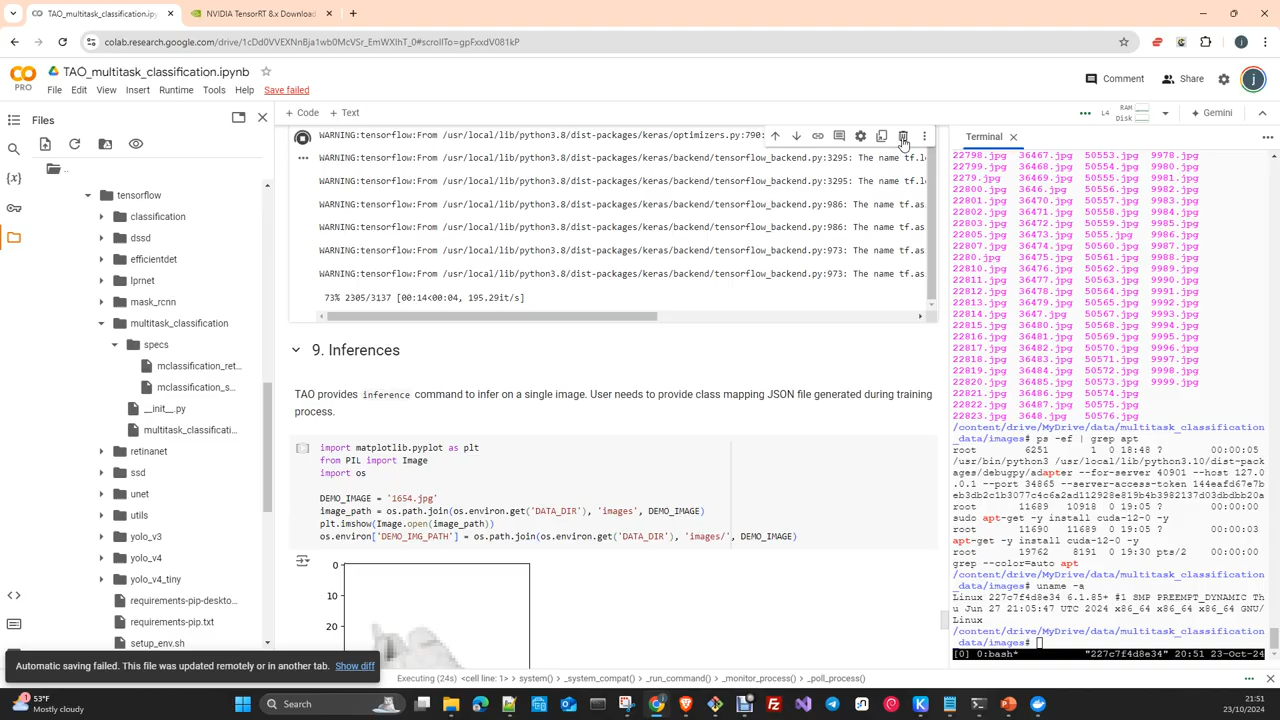 TAO_multitask_classification.ipynb
NVIDIA TensorRT 8.x Download
colab.research.google.com/drive/1cDd0VVEXNnBja1wb0McVSr_EmWXlhT_0#scrollTo=gpFxxdV081kP
TAO_multitask_classification.ipynb
PRO
File Edit View Insert Runtime Tools Help Save failed
Comment
Share
Files
+ Code + Text
L4
RAM
Disk
Gemini
..
tensorflow
classification
dssd
efficientdet
lprnet
mask_rcnn
multitask_classification
specs
mclassification_ret...
mclassification_s...
__init__.py
multitask_classificati...
retinanet
ssd
unet
utils
yolo_v3
yolo_v4
yolo_v4_tiny
requirements-pip-deskto...
requirements-pip.txt
setup_env.sh
WARNING:tensorflow:From /usr/local/lib/python3.8/dist-packages/keras/optimizers.py:790:
WARNING:tensorflow:From /usr/local/lib/python3.8/dist-packages/keras/backend/tensorflow_backend.py:3295: The name tf.lo
WARNING:tensorflow:From /usr/local/lib/python3.8/dist-packages/keras/backend/tensorflow_backend.py:3295: The name tf.lo
WARNING:tensorflow:From /usr/local/lib/python3.8/dist-packages/keras/backend/tensorflow_backend.py:986: The name tf.as
WARNING:tensorflow:From /usr/local/lib/python3.8/dist-packages/keras/backend/tensorflow_backend.py:986: The name tf.as
WARNING:tensorflow:From /usr/local/lib/python3.8/dist-packages/keras/backend/tensorflow_backend.py:973: The name tf.as
WARNING:tensorflow:From /usr/local/lib/python3.8/dist-packages/keras/backend/tensorflow_backend.py:973: The name tf.as
73% 2305/3137 [00:14<00:04, 195.29it/s]
9. Inferences
TAO provides inference command to infer on a single image. User needs to provide class mapping JSON file generated during training
process.
import matplotlib.pyplot as plt
from PIL import Image
import os
DEMO_IMAGE = '1654.jpg'
image_path = os.path.join(os.environ.get('DATA_DIR'), 'images', DEMO_IMAGE)
plt.imshow(Image.open(image_path))
os.environ['DEMO_IMG_PATH'] = os.path.join(os.environ.get('DATA_DIR'), 'images/', DEMO_IMAGE)
0
20
Terminal
22798.jpg 36467.jpg 50553.jpg 9978.jpg
22799.jpg 36468.jpg 50554.jpg 9980.jpg
2279.jpg 36469.jpg 50555.jpg 9981.jpg
22800.jpg 3646.jpg 50556.jpg 9982.jpg
22801.jpg 36470.jpg 50557.jpg 9983.jpg
22802.jpg 36471.jpg 50558.jpg 9984.jpg
22803.jpg 36472.jpg 5055.jpg 9986.jpg
22807.jpg 36474.jpg 50560.jpg 9987.jpg
2280.jpg 36475.jpg 50561.jpg 9988.jpg
22810.jpg 36476.jpg 50562.jpg 9989.jpg
22811.jpg 36477.jpg 50563.jpg 9990.jpg
22812.jpg 36478.jpg 50564.jpg 9991.jpg
22813.jpg 36479.jpg 50565.jpg 9992.jpg
22814.jpg 3647.jpg 50567.jpg 9993.jpg
22815.jpg 36480.jpg 50568.jpg 9994.jpg
22816.jpg 36481.jpg 50569.jpg 9995.jpg
22817.jpg 36482.jpg 50570.jpg 9996.jpg
22818.jpg 36483.jpg 50571.jpg 9997.jpg
22819.jpg 36484.jpg 50572.jpg 9998.jpg
22820.jpg 36485.jpg 50573.jpg 9999.jpg
22821.jpg 36486.jpg 50574.jpg
22822.jpg 36487.jpg 50575.jpg
22823.jpg 3648.jpg 50576.jpg
/content/drive/MyDrive/data/multitask_classification
_data/images# ps -ef | grep apt
root 6251 1 0 18:48 ? 00:00:05
/usr/bin/python3 /usr/local/lib/python3.10/dist-pack
ages/debugpy/adapter --for-server 40901 --host 127.0
.0.1 --port 34865 --server-access-token 144eafd67e7b
eb3db2c1b3077c4c6a2ad112928e819b4b3982137d03dbdbb20a
root 11689 10918 0 19:05 ? 00:00:00
sudo apt-get -y install cuda-12-0 -y
root 11690 11689 0 19:05 ? 00:00:03
apt-get -y install cuda-12-0 -y
root 19762 8191 0 19:30 pts/2 00:00:00
grep --color=auto apt
/content/drive/MyDrive/data/multitask_classification
_data/images# uname -a
Linux 227c7f4d8e34 6.1.85+ #1 SMP PREEMPT_DYNAMIC Th
u Jun 27 21:05:47 UTC 2024 x86_64 x86_64 x86_64 GNU/
Linux
/content/drive/MyDrive/data/multitask_classification
_data/images#
[0] 0:bash* "227c7f4d8e34" 20:51 23-Oct-24
Automatic saving failed. This file was updated remotely or in another tab. Show diff
Executing (24s) <cell line: 1> system() _system_compat() _run_command() _monitor_process() _poll_process()
53°F
Mostly cloudy
Search
21:51
23/10/2024